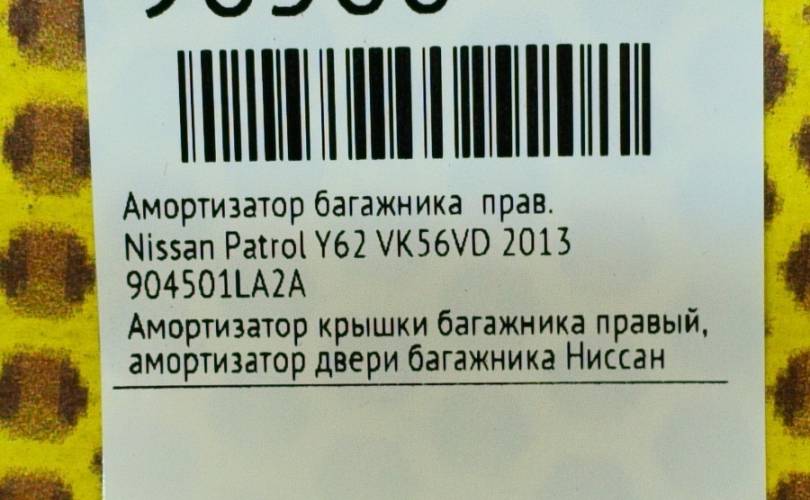 Амортизатор багажника прав.
Nissan Patrol Y62 VK56VD 2013
904501LA2A
Амортизатор крышки багажника правый,
амортизатор двери багажника Ниссан